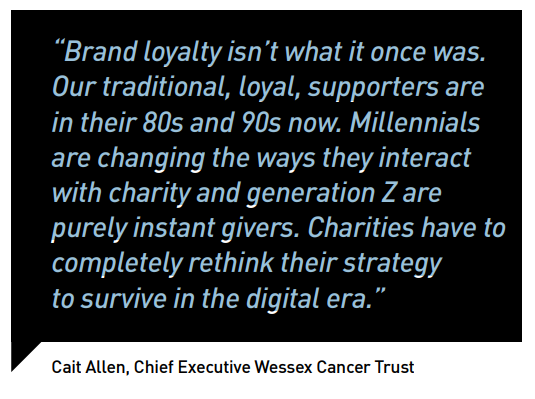 “Brand loyalty isn’t what it once was.
Our traditional, loyal, supporters are
in their 80s and 90s now. Millennials
are changing the ways they interact
with charity and generation Z are
purely instant givers. Charities have to
completely rethink their strategy
to survive in the digital era.”
Cait Allen, Chief Executive Wessex Cancer Trust